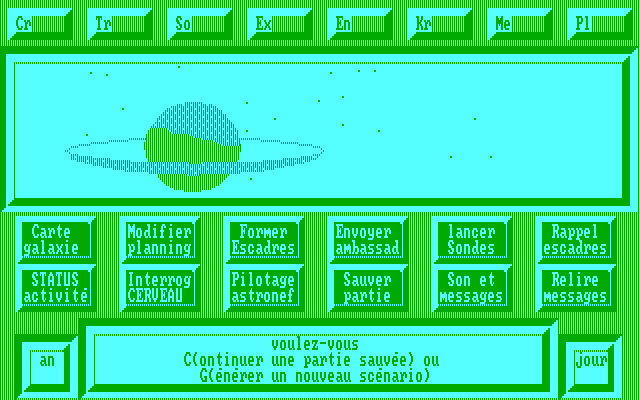 Cr Tr So Ex En Kr Me Pl
Carte galaxie
Modifier planning
Former Escadres
Envoyer ambassad
lancer Sondes
Rappel escadres
STATUS activité
Interrog CERVEAU
Pilotage astronef
Sauver partie
Son et messages
Relire messages
an
voulez-vous
C(ontinuer une partie sauvée) ou
G(énérer un nouveau scénario)
jour